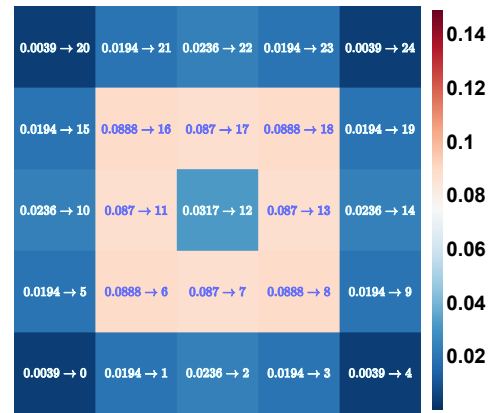 0.0039 → 20 0.0194 → 21 0.0236 → 22 0.0194 → 23 0.0039 → 24
0.0194 → 15 0.0888 → 16 0.087 → 17 0.0888 → 18 0.0194 → 19
0.0236 → 10 0.087 → 11 0.0317 → 12 0.087 → 13 0.0236 → 14
0.0194 → 5 0.0888 → 6 0.087 → 7 0.0888 → 8 0.0194 → 9
0.0039 → 0 0.0194 → 1 0.0236 → 2 0.0194 → 3 0.0039 → 4
0.14
0.12
0.1
0.08
0.06
0.04
0.02